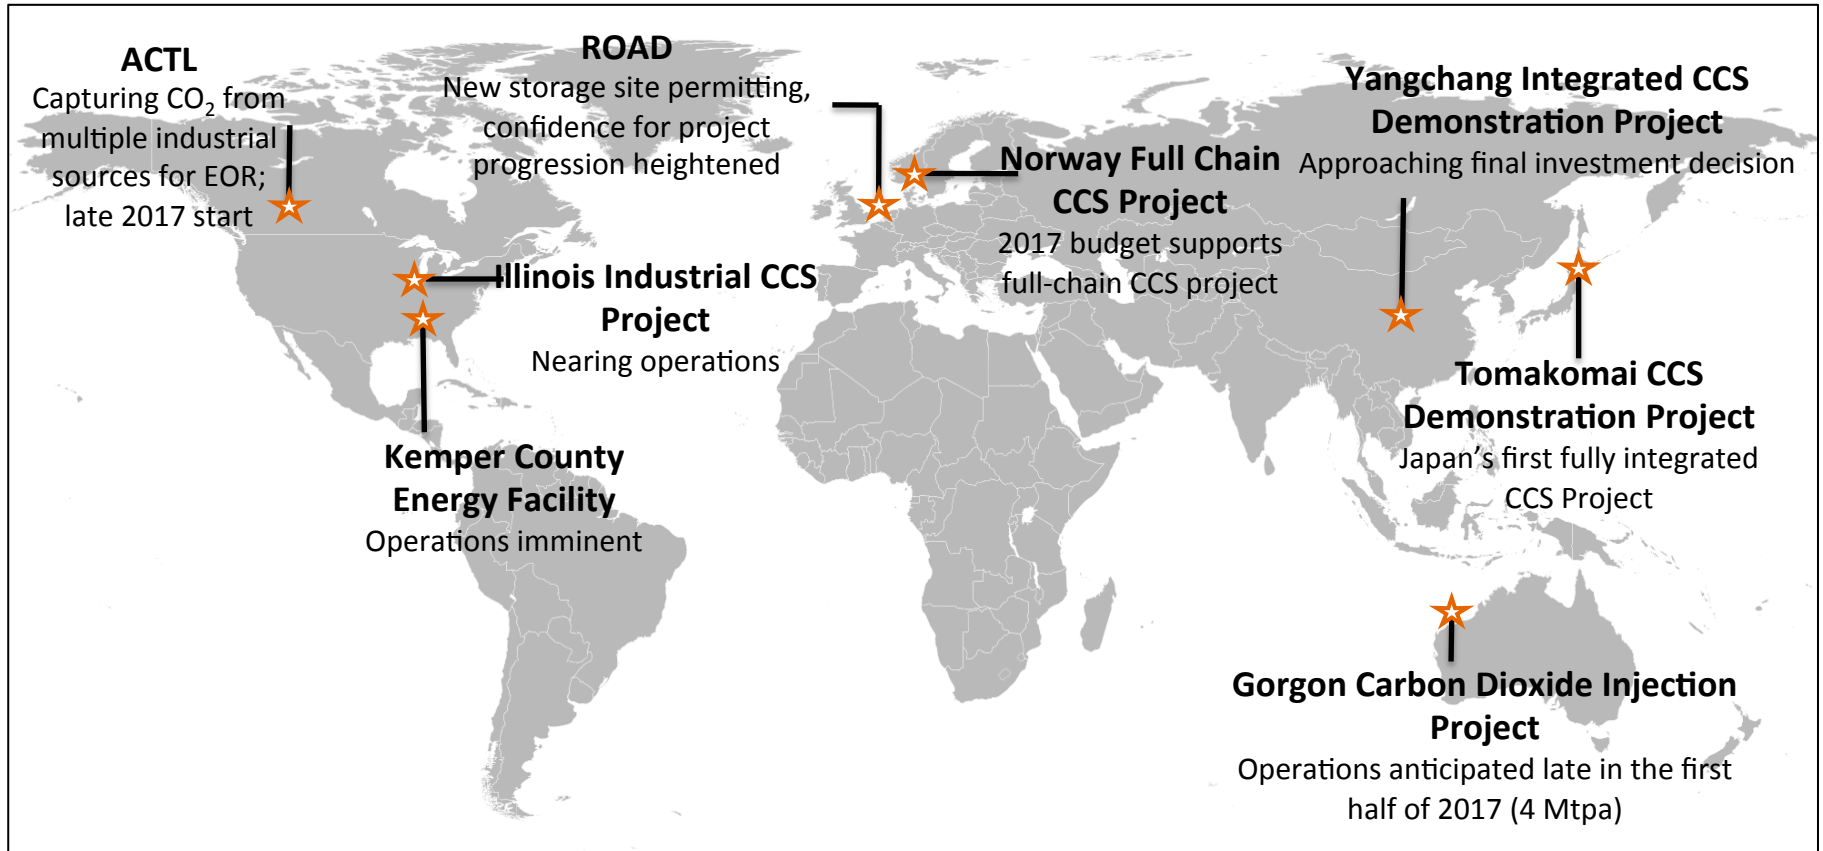 ACTL
Capturing CO₂ from
multiple industrial
sources for EOR;
late 2017 start
ROAD
New storage site permitting,
confidence for project
progression heightened
Norway Full Chain
CCS Project
2017 budget supports
full-chain CCS project
Yangchang Integrated CCS
Demonstration Project
Approaching final investment decision
Illinois Industrial CCS
Project
Nearing operations
Kemper County
Energy Facility
Operations imminent
Tomakomai CCS
Demonstration Project
Japan’s first fully integrated
CCS Project
Gorgon Carbon Dioxide Injection
Project
Operations anticipated late in the first
half of 2017 (4 Mtpa)